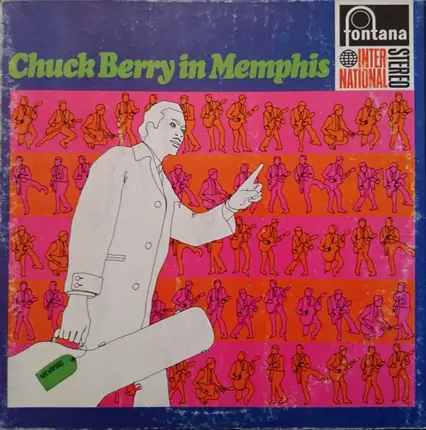 fontana
INTER
NATIONAL
STEREO
Chuck Berry in Memphis